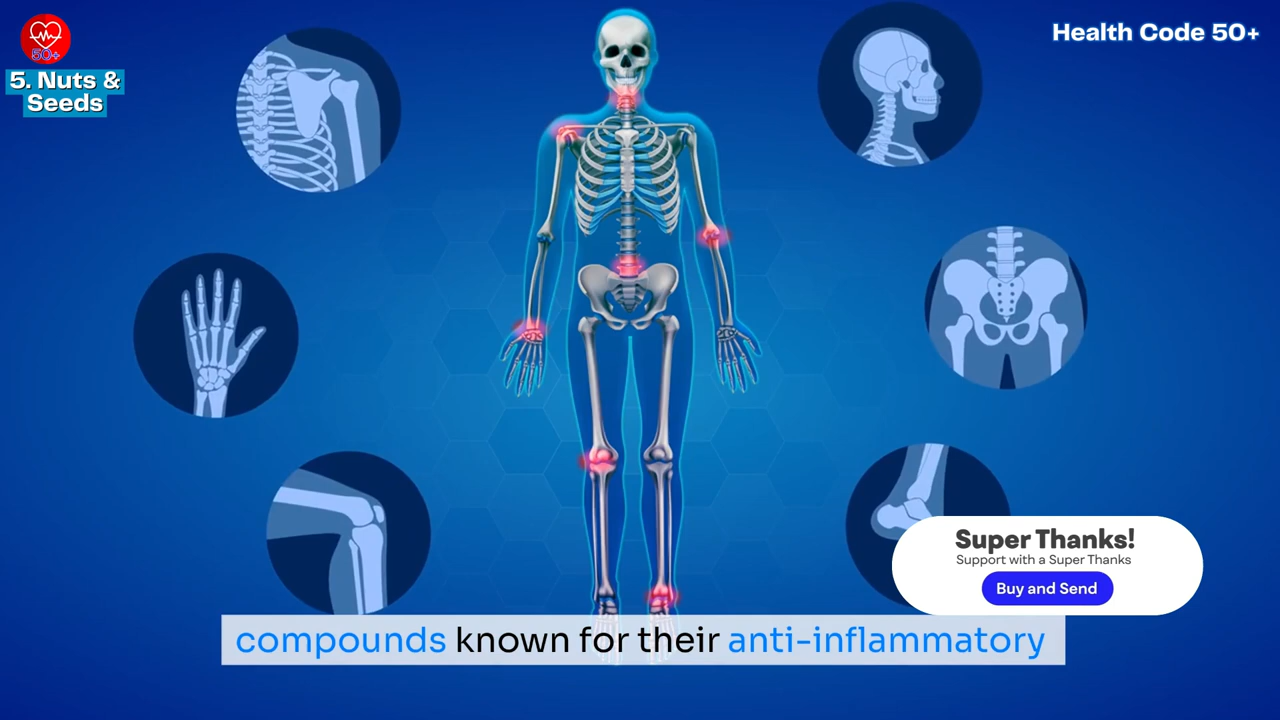 50+
5. Nuts &
Seeds
Health Code 50+
Super Thanks!
Support with a Super Thanks
Buy and Send
compounds known for their anti-inflammatory